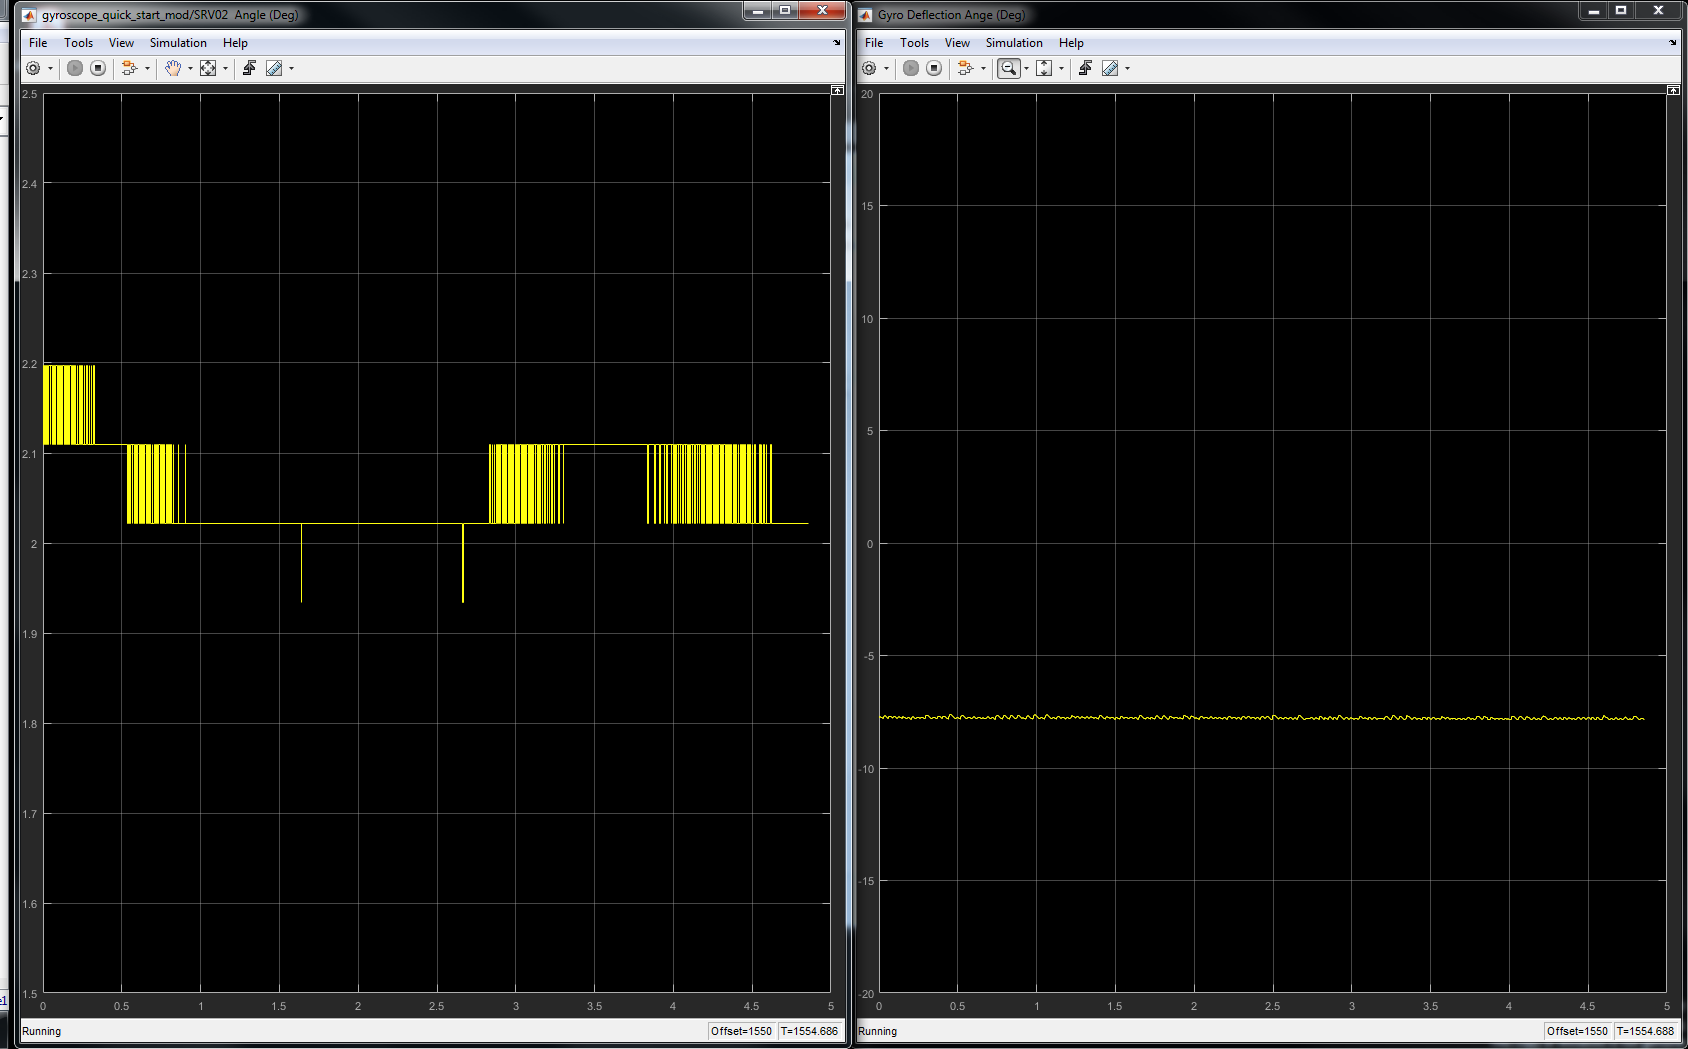 gyroscope_quick_start_mod/SRV02 Angle (Deg)
File Tools View Simulation Help
2.5
2.4
2.3
2.2
2.1
2
1.9
1.8
1.7
1.6
1.5
0 0.5 1 1.5 2 2.5 3 3.5 4 4.5 5
Running Offset=1550 T=1554.686
Gyro Deflection Ange (Deg)
File Tools View Simulation Help
20
15
10
5
0
-5
-10
-15
-20
0 0.5 1 1.5 2 2.5 3 3.5 4 4.5 5
Running Offset=1550 T=1554.688